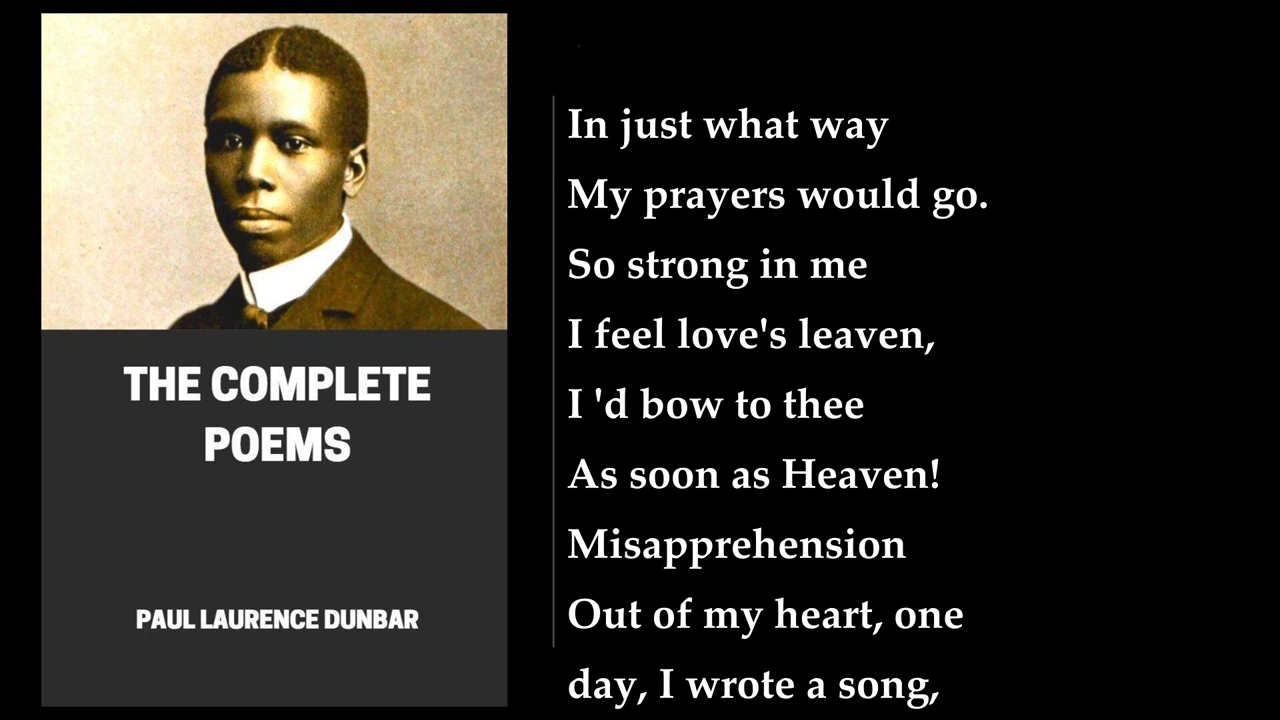 THE COMPLETE
POEMS
PAUL LAURENCE DUNBAR
In just what way
My prayers would go.
So strong in me
I feel love's leaven,
I 'd bow to thee
As soon as Heaven!
Misapprehension
Out of my heart, one
day, I wrote a song,